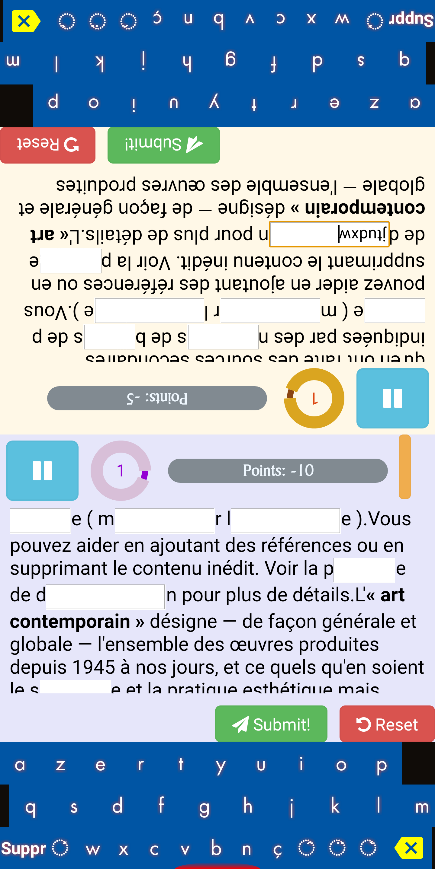 Points: -5
1
qu'en ont faite des sources secondaires
indiquées par des n s de b s de p
e ( m r l e ).Vous
pouvez aider en ajoutant des références ou en
supprimant le contenu inédit. Voir la p e
de d jtudxw n pour plus de détails.L'« art
contemporain » désigne — de façon générale et
globale — l'ensemble des œuvres produites
Submit! Reset
a z e r t y u i o p
q s d f g h j k l m
Suppr w x c v b n ç ×
1
Points: -10
e ( m r l e ).Vous
pouvez aider en ajoutant des références ou en
supprimant le contenu inédit. Voir la p e
de d n pour plus de détails.L'« art
contemporain » désigne — de façon générale et
globale — l'ensemble des œuvres produites
depuis 1945 à nos jours, et ce quels qu'en soient
le s e et la pratique esthétique mais
Submit! Reset
a z e r t y u i o p
q s d f g h j k l m
Suppr w x c v b n ç ×